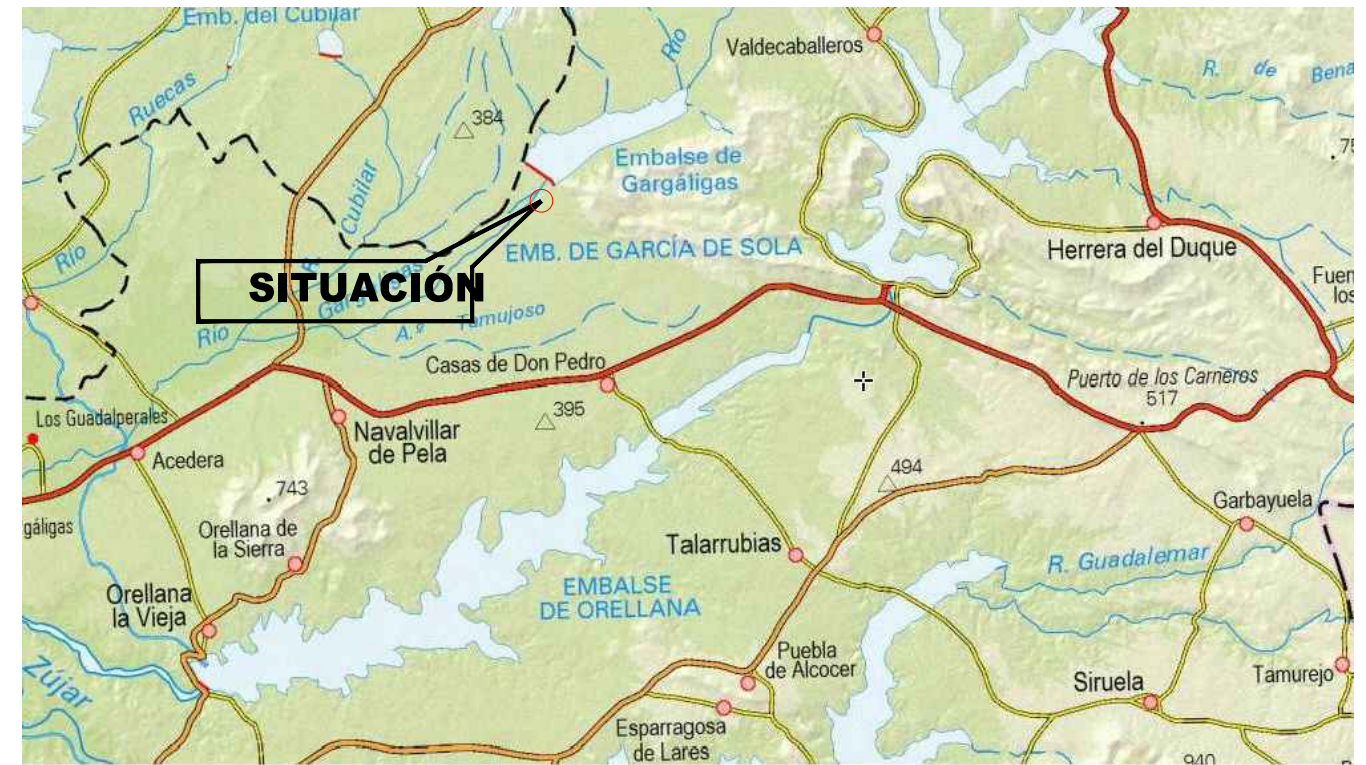 Emb. del Cubilar
Río
Valdecaballeros
R. de Bena
Ruecas
384
Embalse de
Gargáligas
Cubilar
R.
Río
EMB. DE GARCÍA DE SOLA
Herrera del Duque
SITUACIÓN
Gargáligas
Río
A.º Tamujoso
Casas de Don Pedro
Puerto de los Carneros
517
Los Guadalperales
395
Navalvillar
de Pela
Acedera
743
494
Garbayuela
gáligas
Orellana de
la Sierra
Talarrubias
R. Guadalemar
Orellana
la Vieja
EMBALSE
DE ORELLANA
Puebla
de Alcocer
Zújar
Siruela
Tamurejo
Esparragosa
de Lares
940